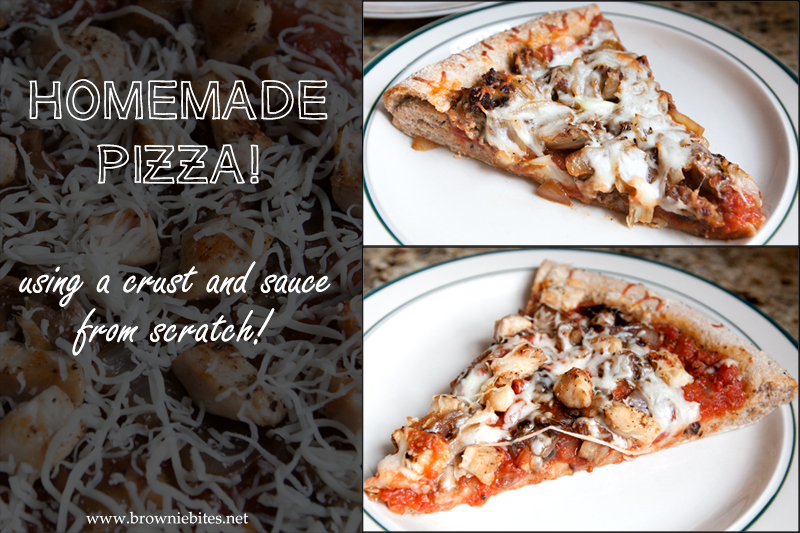 HOMEMADE
PIZZA!
using a crust and sauce
from scratch!
www.browniebites.net